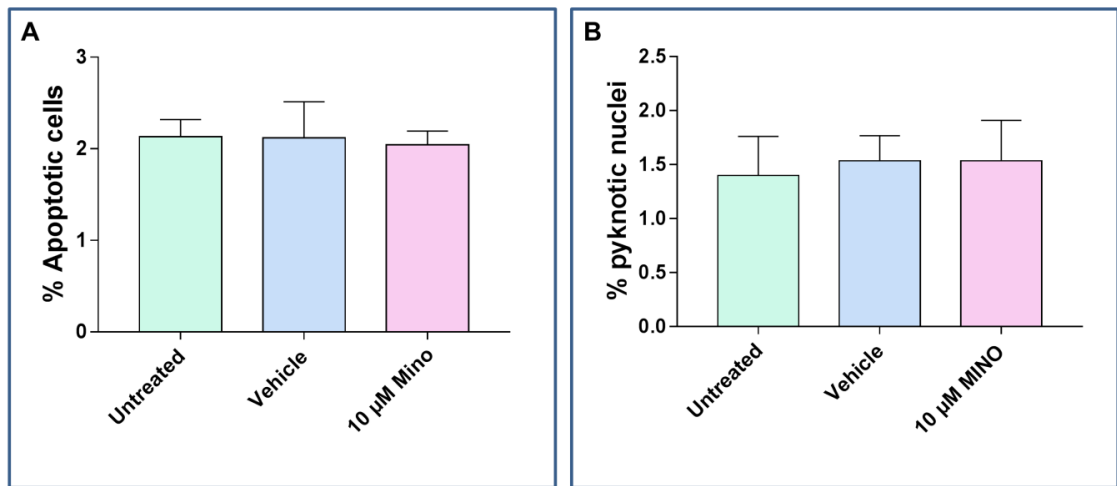 A
% Apoptotic cells
3
2
1
0
Untreated
Vehicle
10 µM Mino
B
% pyknotic nuclei
2.5
2.0
1.5
1.0
0.5
0.0
Untreated
Vehicle
10 µM MINO